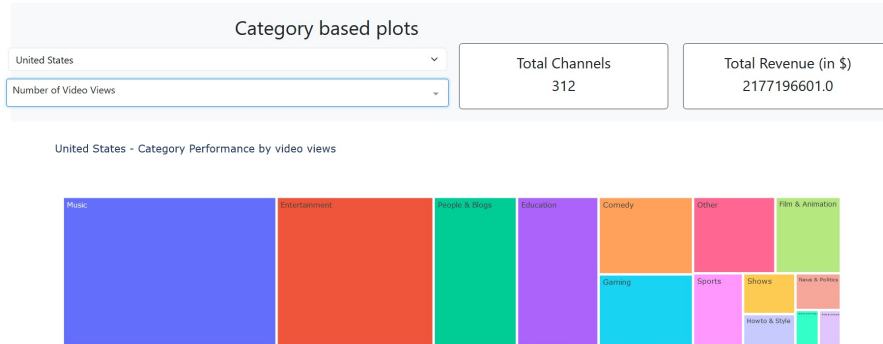 Category based plots
United States
Number of Video Views
Total Channels
312
Total Revenue (in $)
2177196601.0
United States - Category Performance by video views
Music
Entertainment
People & Blogs
Education
Comedy
Other
Film & Animation
Gaming
Sports
Shows
News & Politics
Howto & Style